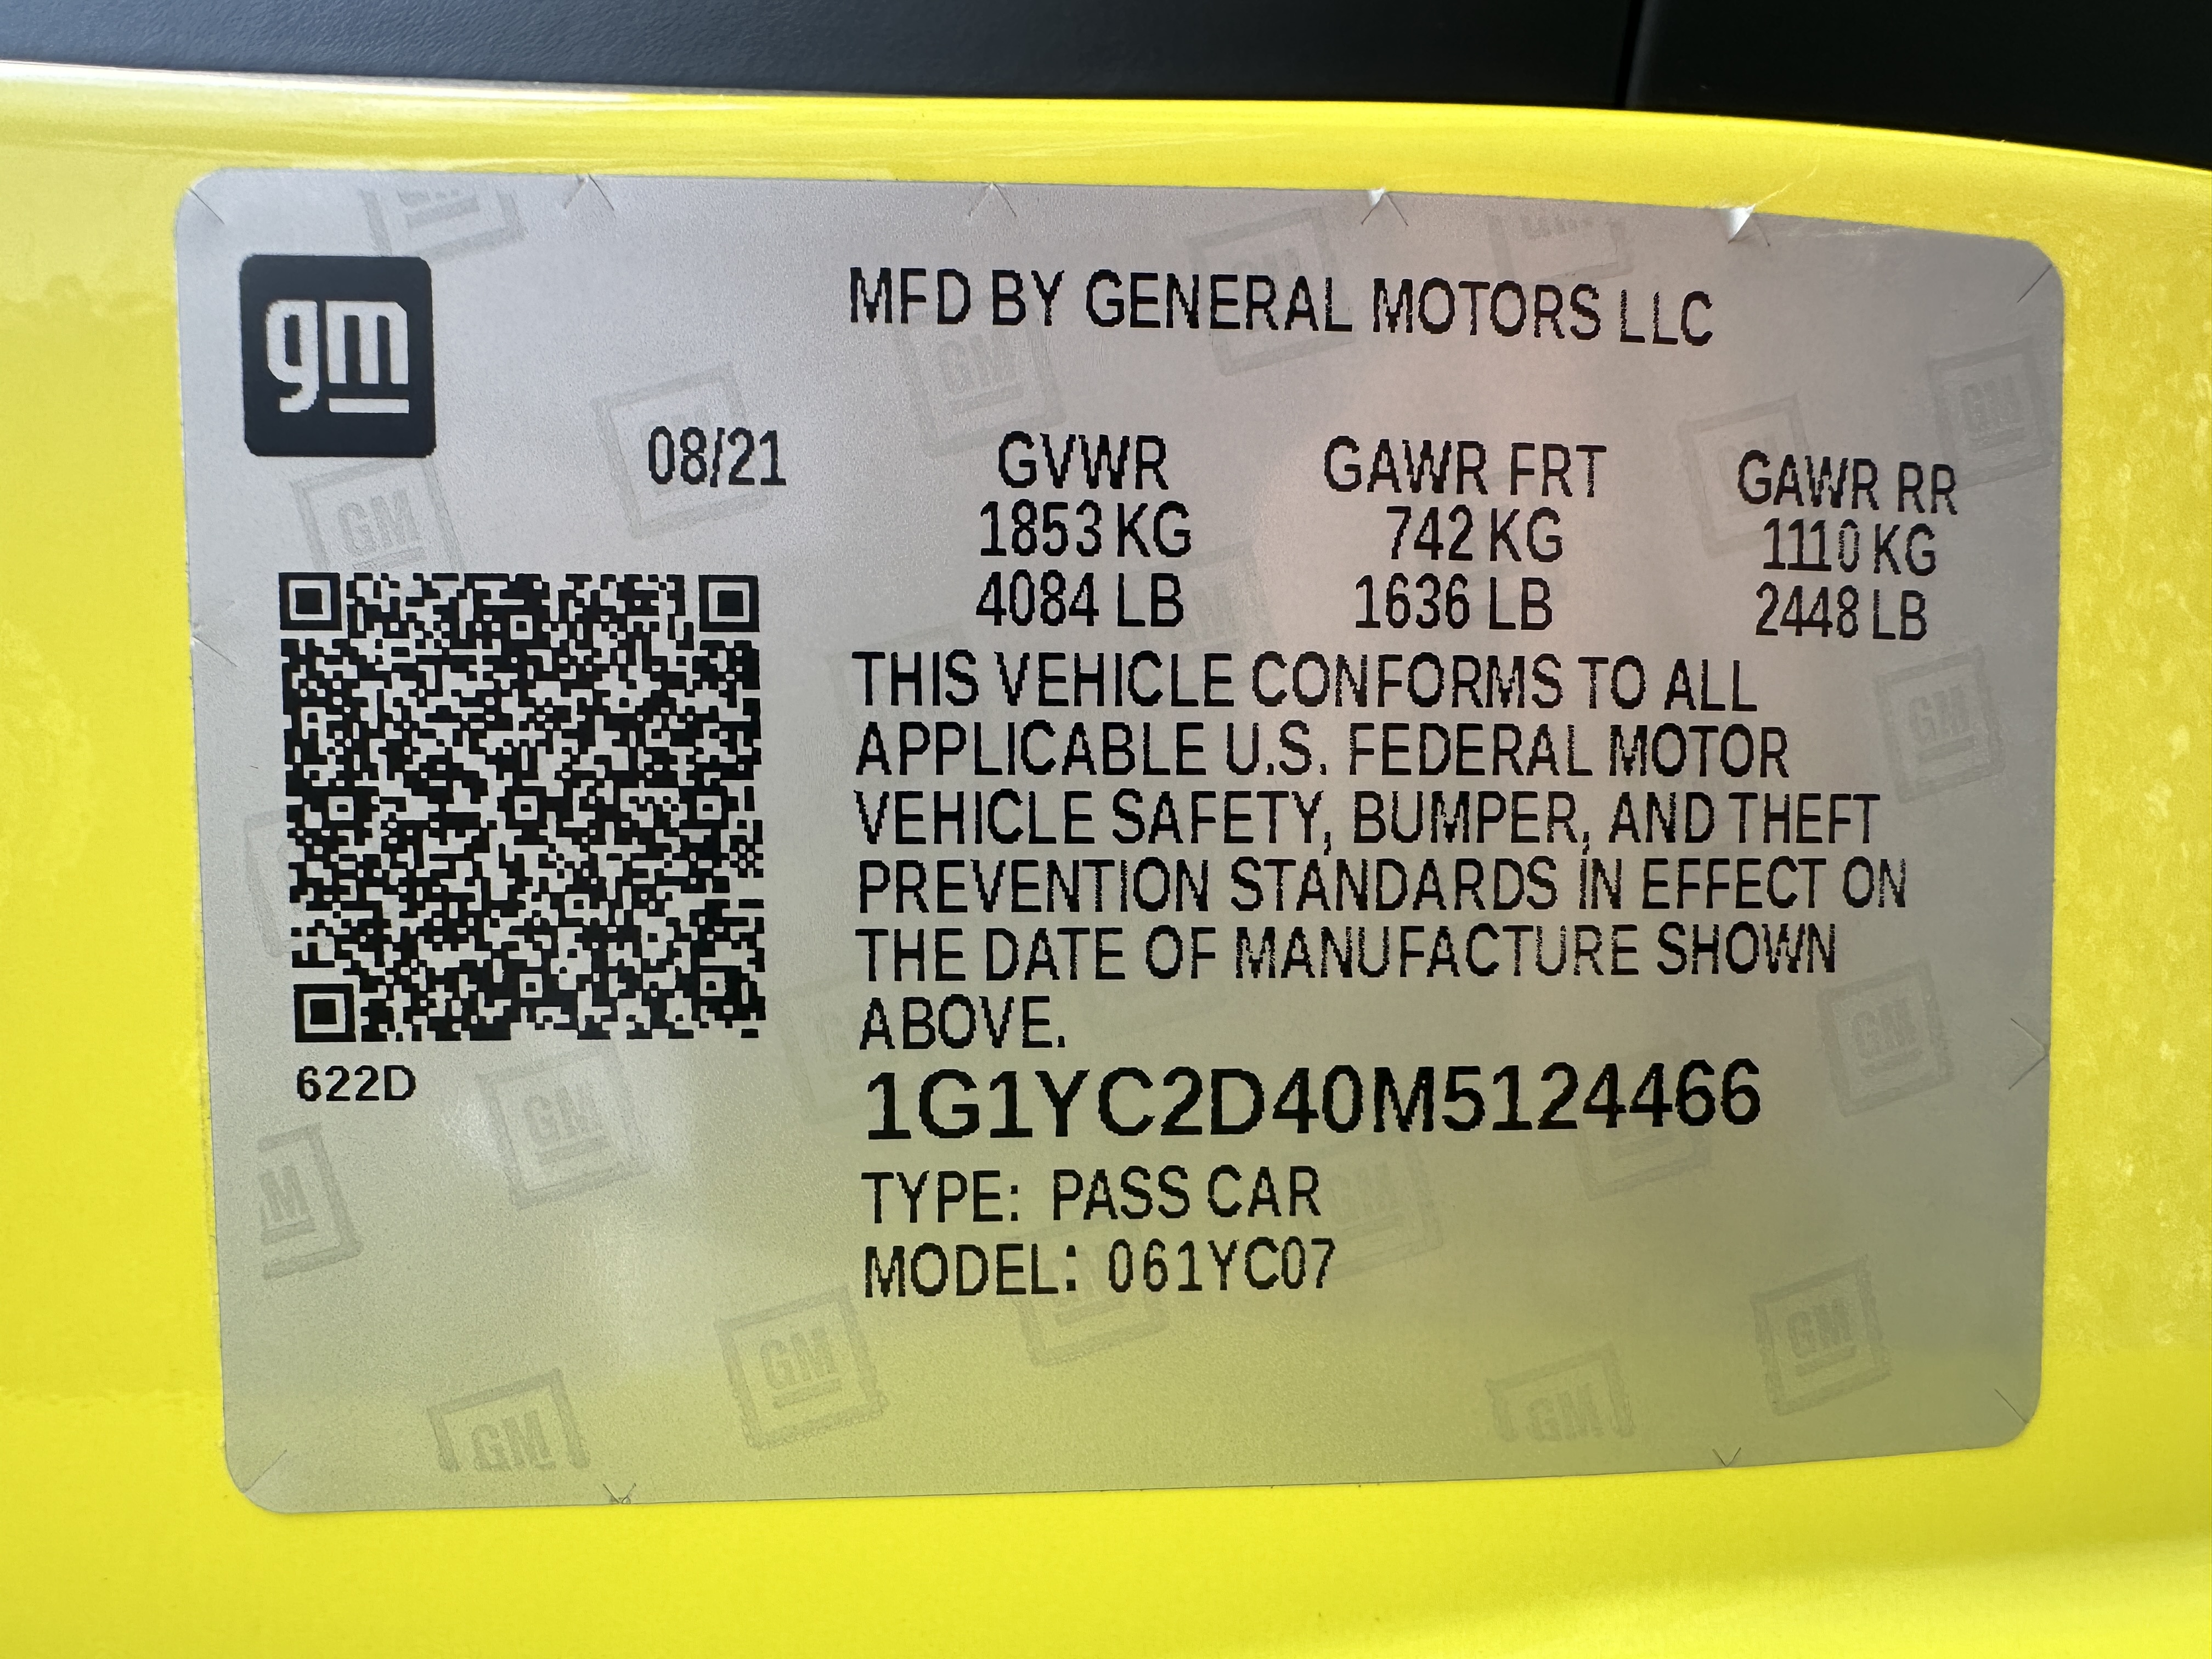 gm
MFD BY GENERAL MOTORS LLC
08/21
GVWR GAWR FRT GAWR RR
1853 KG 742 KG 1110 KG
4084 LB 1636 LB 2448 LB
THIS VEHICLE CONFORMS TO ALL
APPLICABLE U.S. FEDERAL MOTOR
VEHICLE SAFETY, BUMPER, AND THEFT
PREVENTION STANDARDS IN EFFECT ON
THE DATE OF MANUFACTURE SHOWN
ABOVE.
622D
1G1YC2D40M5124466
TYPE: PASS CAR
MODEL: 061YC07